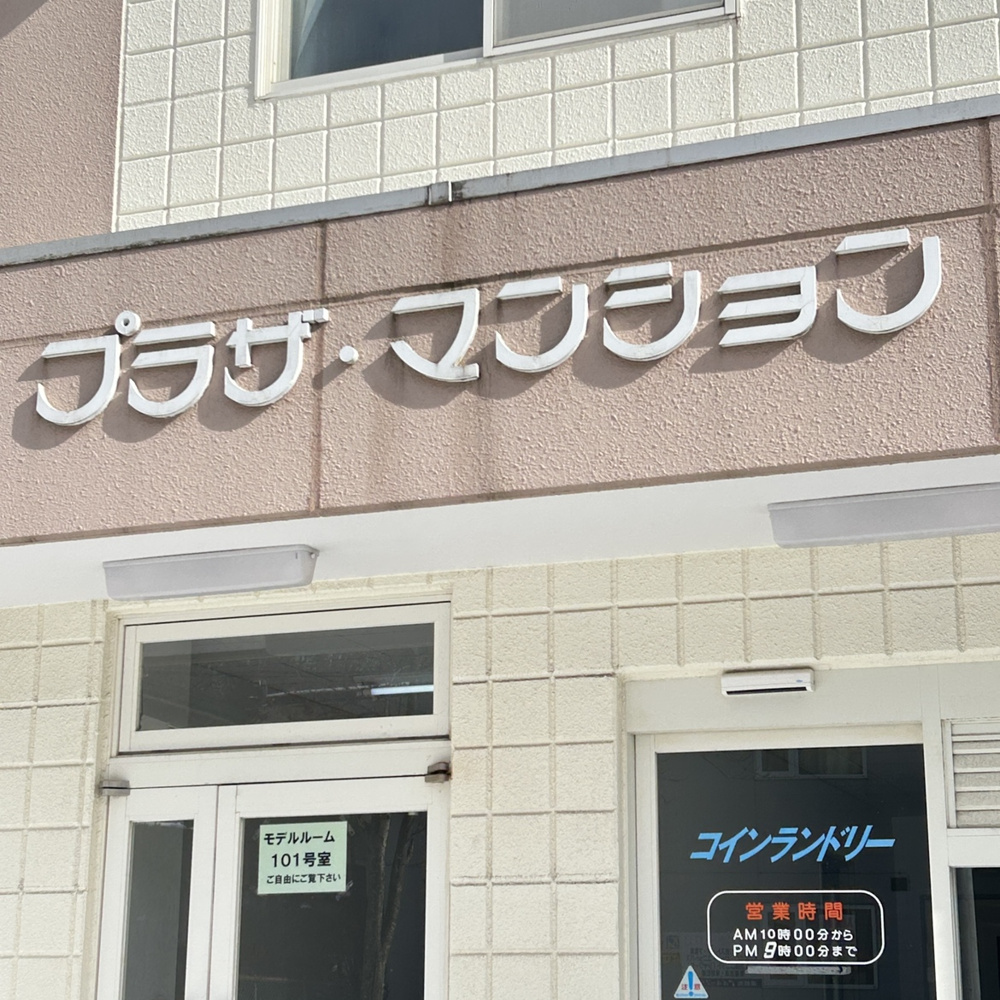 プラザ・マンション
モデルルーム
101号室
ご自由にご覧下さい
コインランドリー
営業時間
AM10時00分から
PM9時00分まで
注意